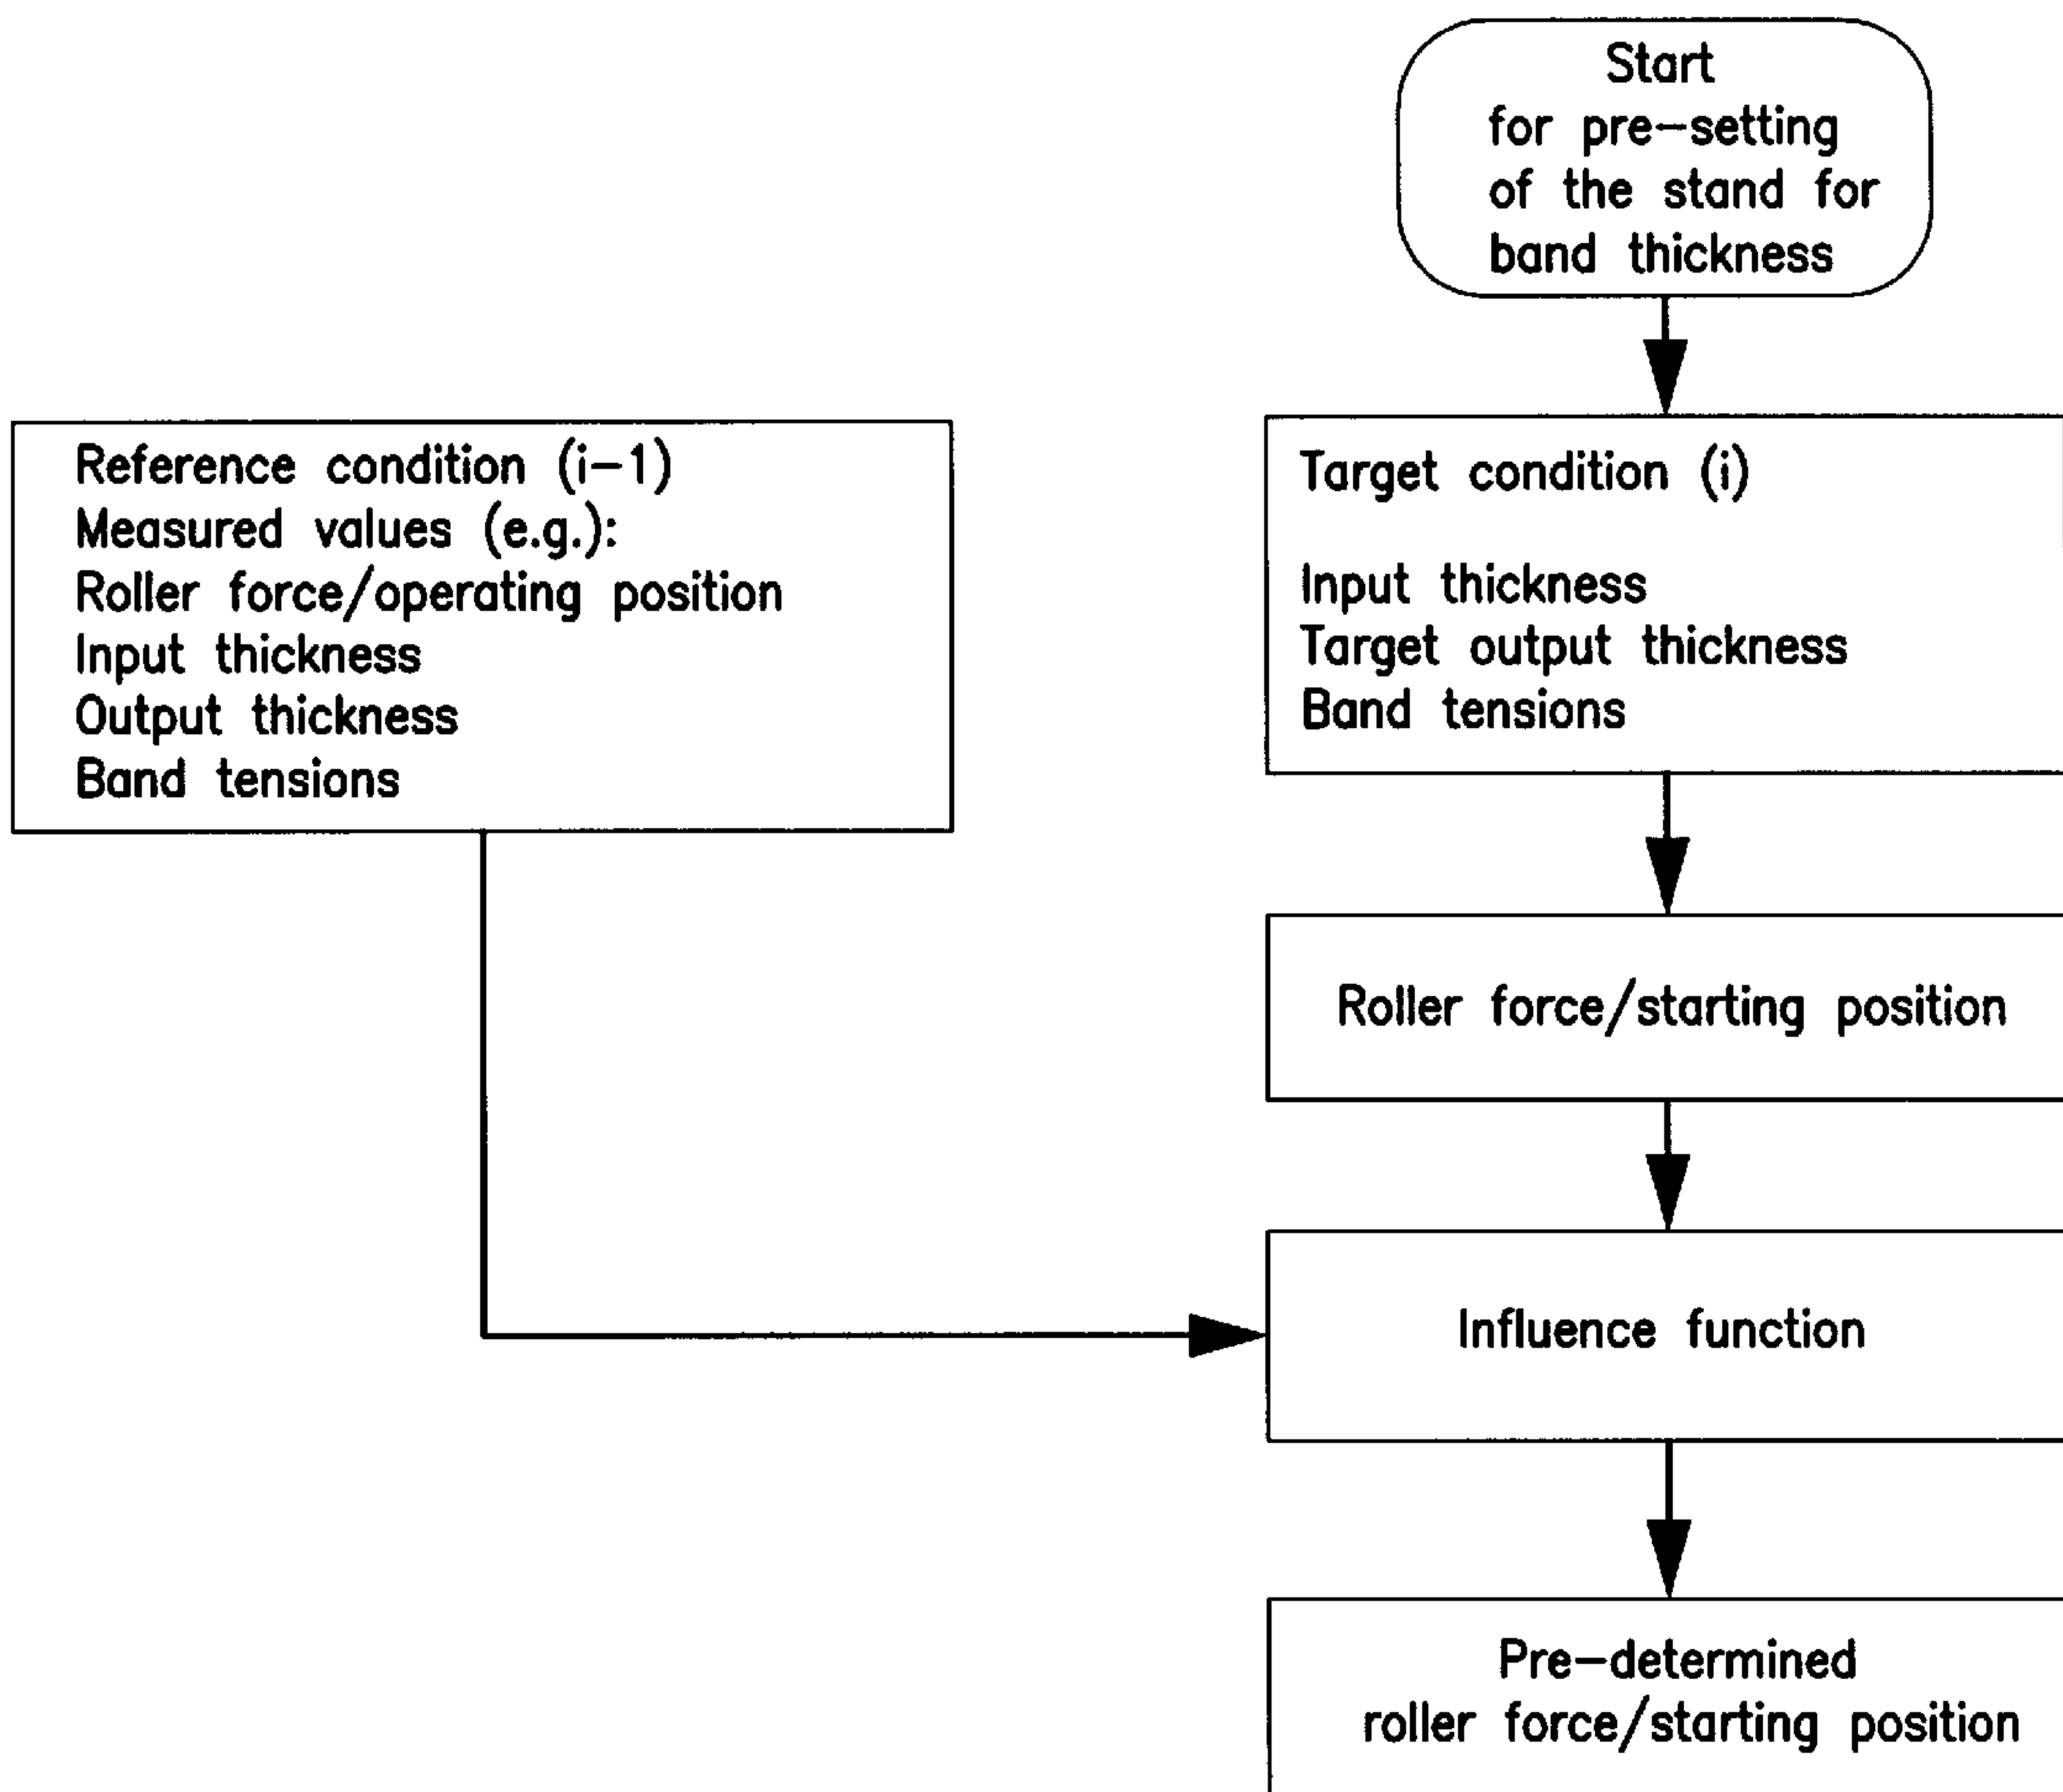 Start
for pre-setting
of the stand for
band thickness
Reference condition (i-1)
Measured values (e.g.):
Roller force/operating position
Input thickness
Output thickness
Band tensions
Target condition (i)
Input thickness
Target output thickness
Band tensions
Roller force/starting position
Influence function
Pre-determined
roller force/starting position